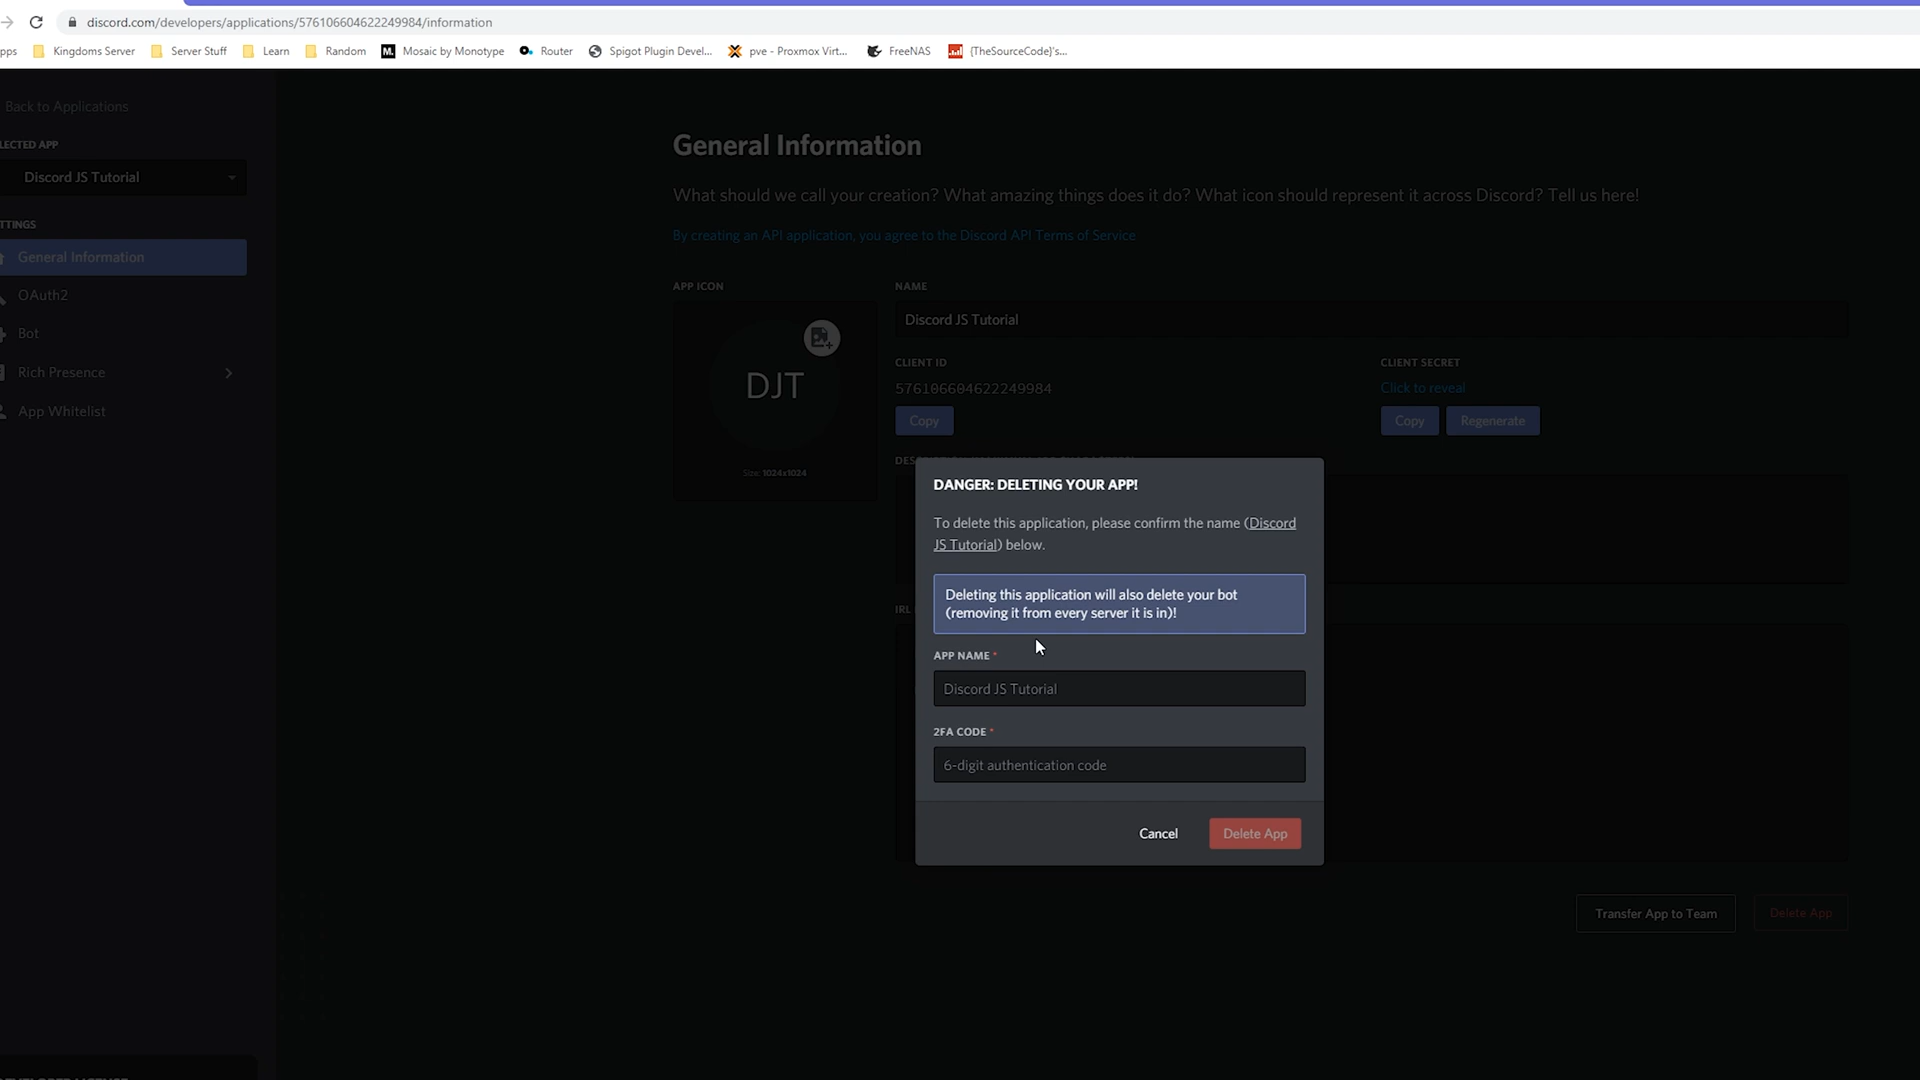 discord.com/developers/applications/576106604622249984/information
pps Kingdoms Server Server Stuff Learn Random M. Mosaic by Monotype Router Spigot Plugin Devel... pve - Proxmox Virt... FreeNAS {TheSourceCode}'s...
Back to Applications
LECTED APP
Discord JS Tutorial
TTINGS
General Information
OAuth2
Bot
Rich Presence
App Whitelist
General Information
What should we call your creation? What amazing things does it do? What icon should represent it across Discord? Tell us here!
By creating an API application, you agree to the Discord API Terms of Service
APP ICON
DJT
Size: 1024x1024
NAME
Discord JS Tutorial
CLIENT ID
576106604622249984
Copy
CLIENT SECRET
Click to reveal
Copy Regenerate
IRL
DANGER: DELETING YOUR APP!
To delete this application, please confirm the name (Discord
JS Tutorial) below.
Deleting this application will also delete your bot
(removing it from every server it is in)!
APP NAME *
Discord JS Tutorial
2FA CODE *
6-digit authentication code
Cancel Delete App
Transfer App to Team Delete App